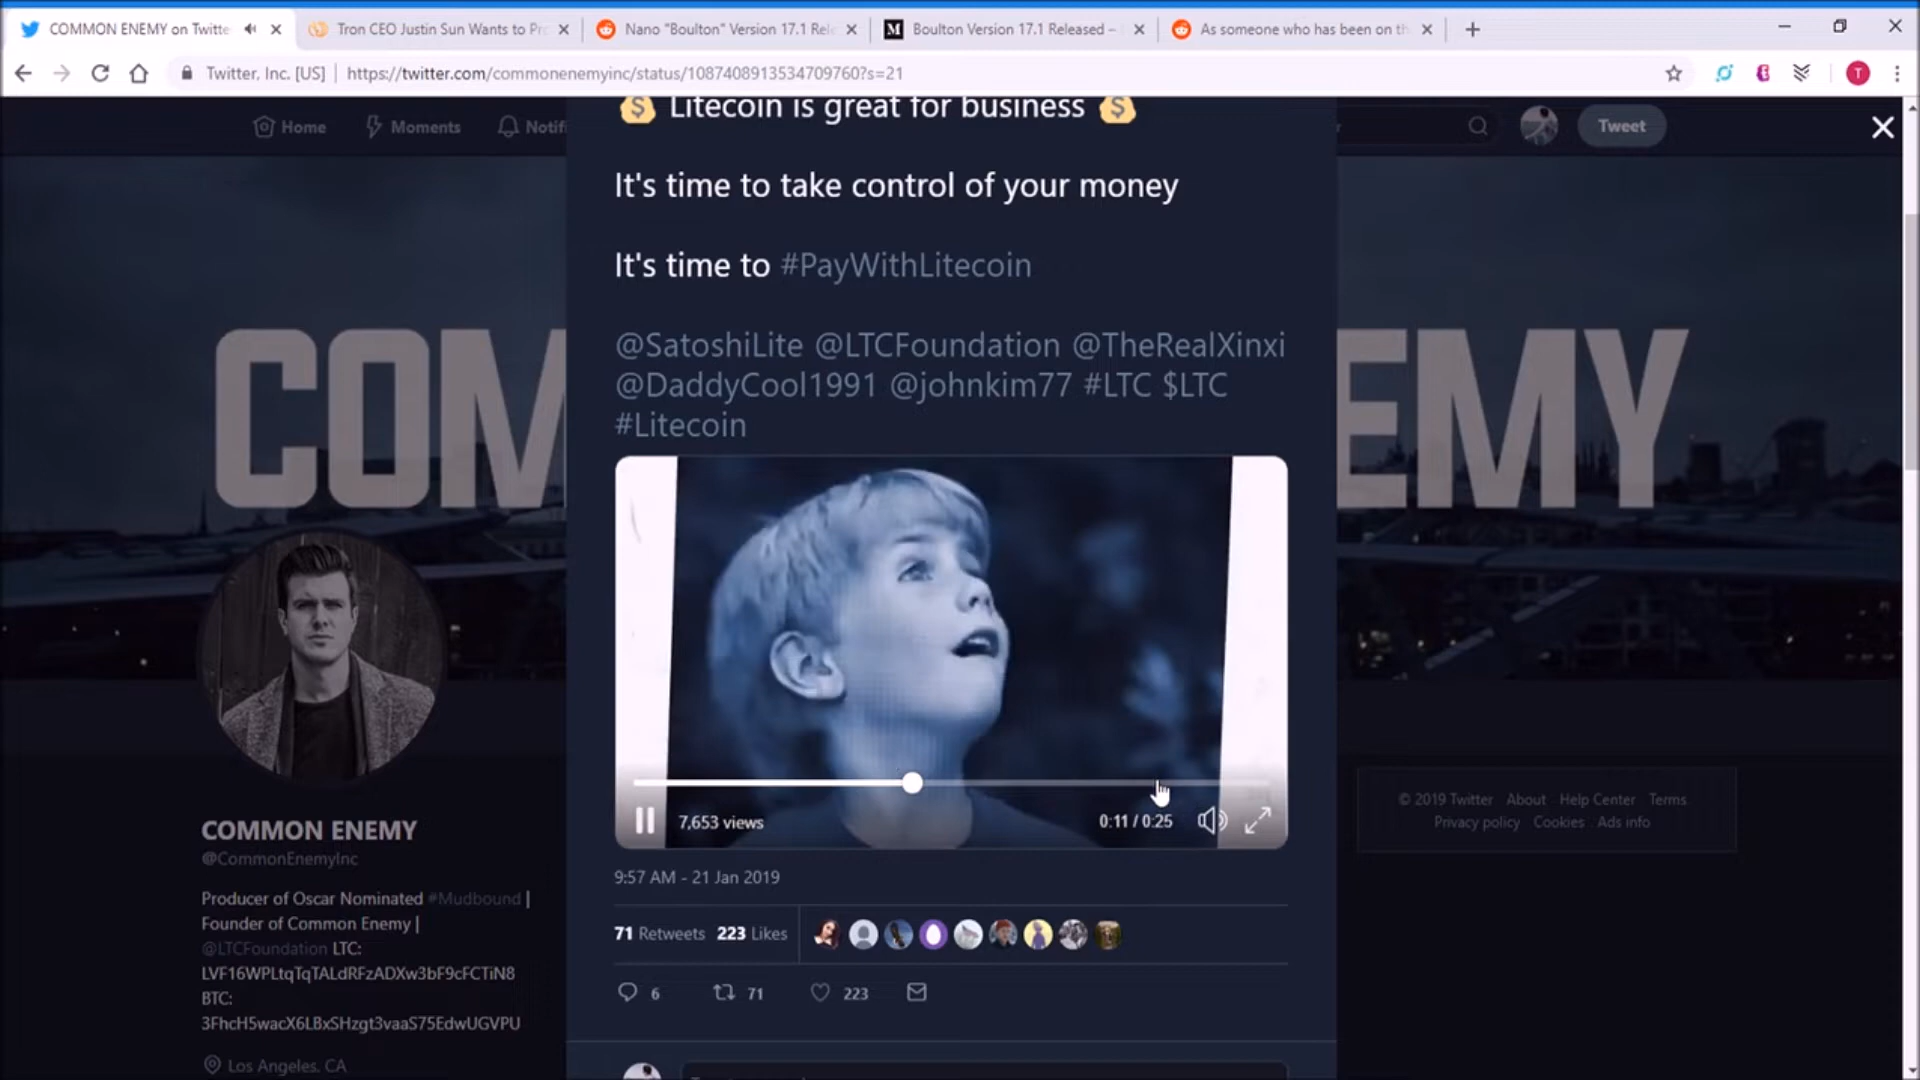 COMMON ENEMY on Twitte
Tron CEO Justin Sun Wants to Pr
Nano "Boulton" Version 17.1 Rele
Boulton Version 17.1 Released –
As someone who has been on th
Twitter, Inc. [US] | https://twitter.com/commonenemyinc/status/1087408913534709760?s=21
T
Home
Moments
Notifi
Tweet
💰 Litecoin is great for business 💰
It's time to take control of your money
It's time to #PayWithLitecoin
@SatoshiLite @LTCFoundation @TheRealXinxi
@DaddyCool1991 @johnkim77 #LTC $LTC
#Litecoin
COM
EMY
7,653 views
0:11 / 0:25
9:57 AM - 21 Jan 2019
71 Retweets 223 Likes
6 71 223
COMMON ENEMY
@CommonEnemyInc
Producer of Oscar Nominated #Mudbound |
Founder of Common Enemy |
@LTCFoundation LTC:
LVF16WPLtqTqTALdRFzADXw3bF9cFCTiN8
BTC:
3FhcH5wacX6LBxSHzgt3vaaS75EdwUGVPU
Los Angeles, CA
© 2019 Twitter About Help Center Terms
Privacy policy Cookies Ads info